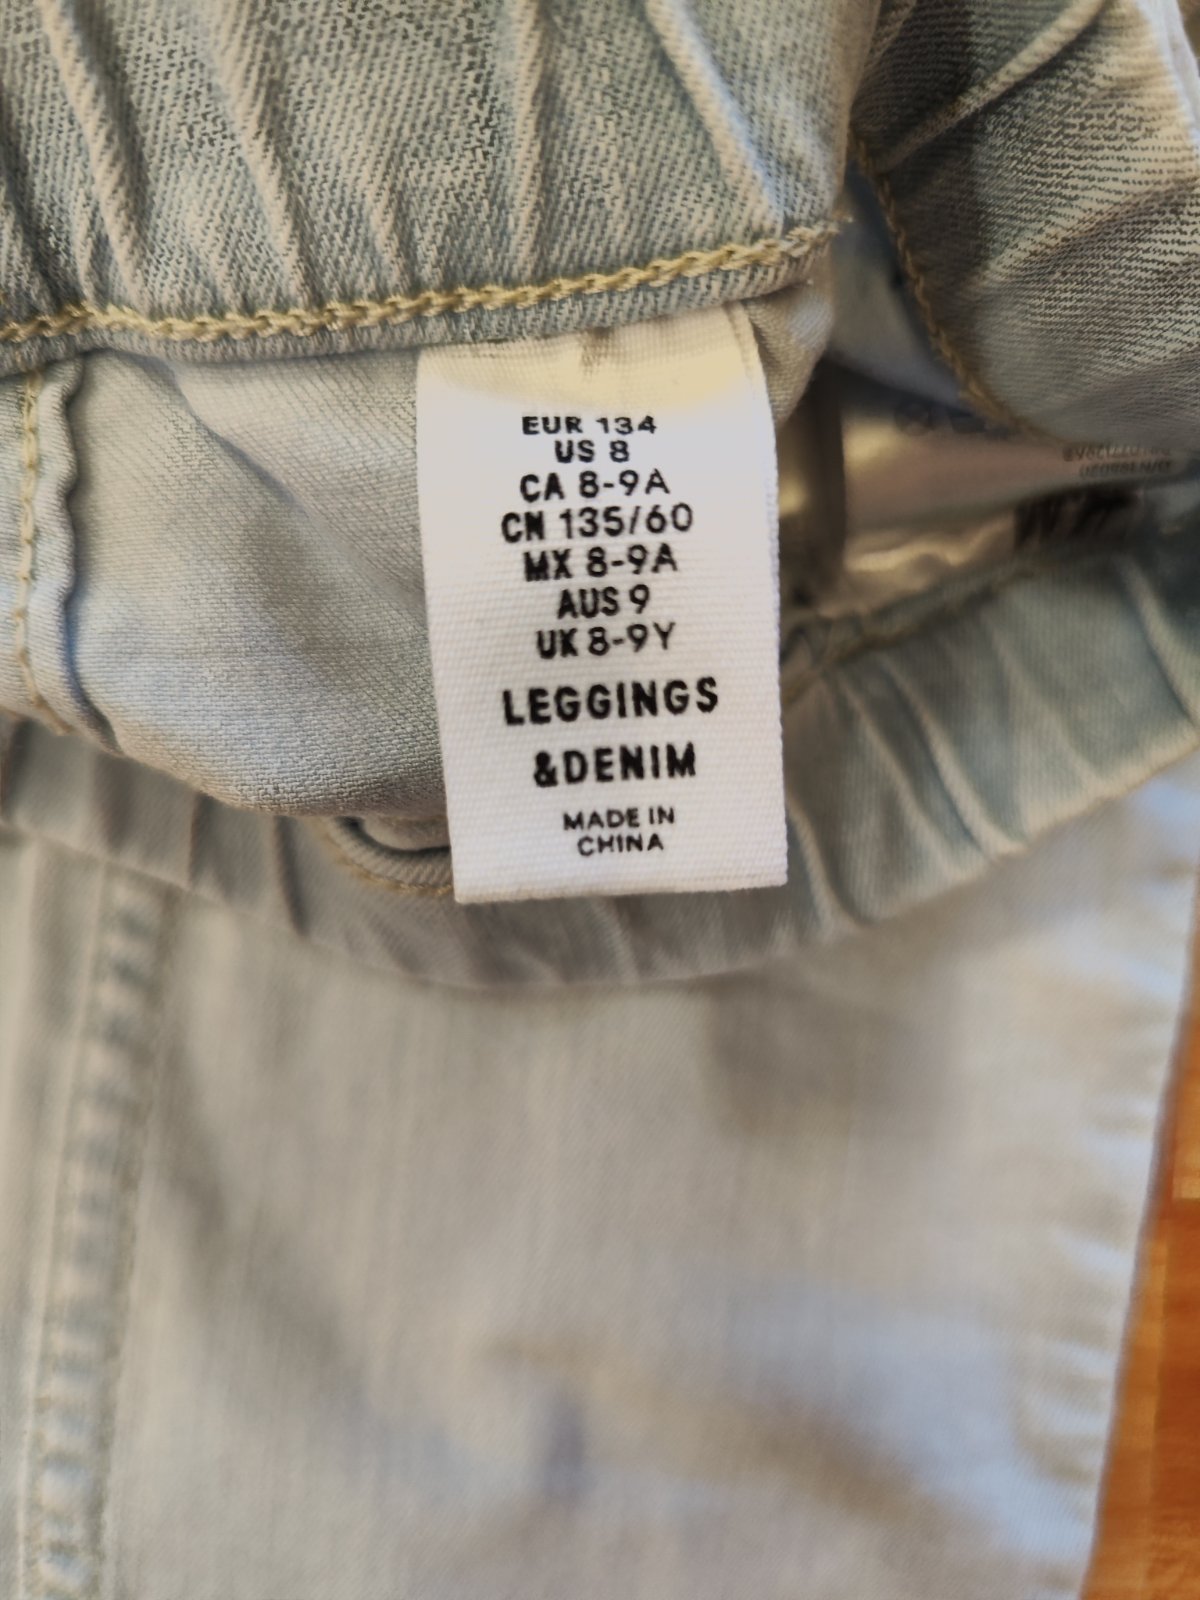 EUR 134
US 8
CA 8-9A
CN 135/60
MX 8-9A
AUS 9
UK 8-9Y
LEGGINGS
&DENIM
MADE IN
CHINA